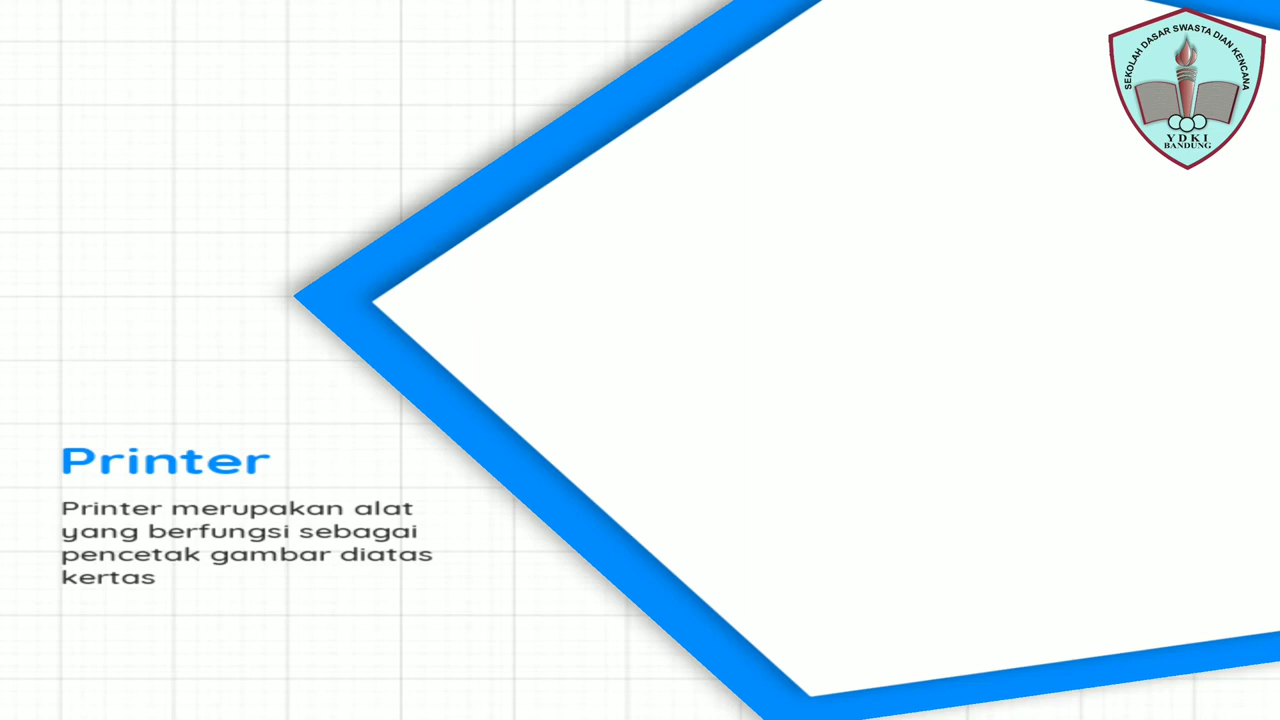 SEKOLAH DASAR SWASTA DIAN KENCANA
YDKI
BANDUNG
Printer
Printer merupakan alat
yang berfungsi sebagai
pencetak gambar diatas
kertas